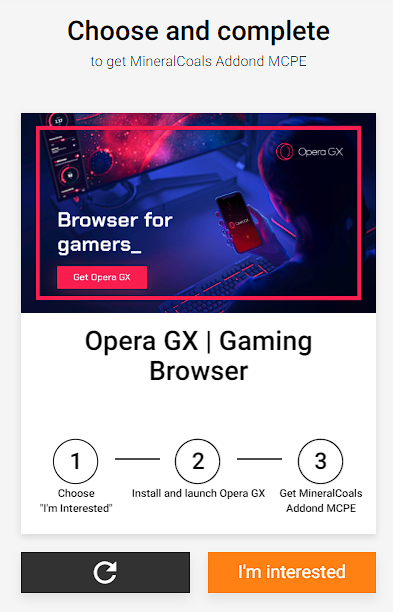 Choose and complete
to get MineralCoals Addond MCPE
Opera GX
Browser for
gamers_
Get Opera GX
Opera GX | Gaming
Browser
1
2
3
Choose
"I'm Interested"
Install and launch Opera GX
Get MineralCoals
Addond MCPE
I'm interested